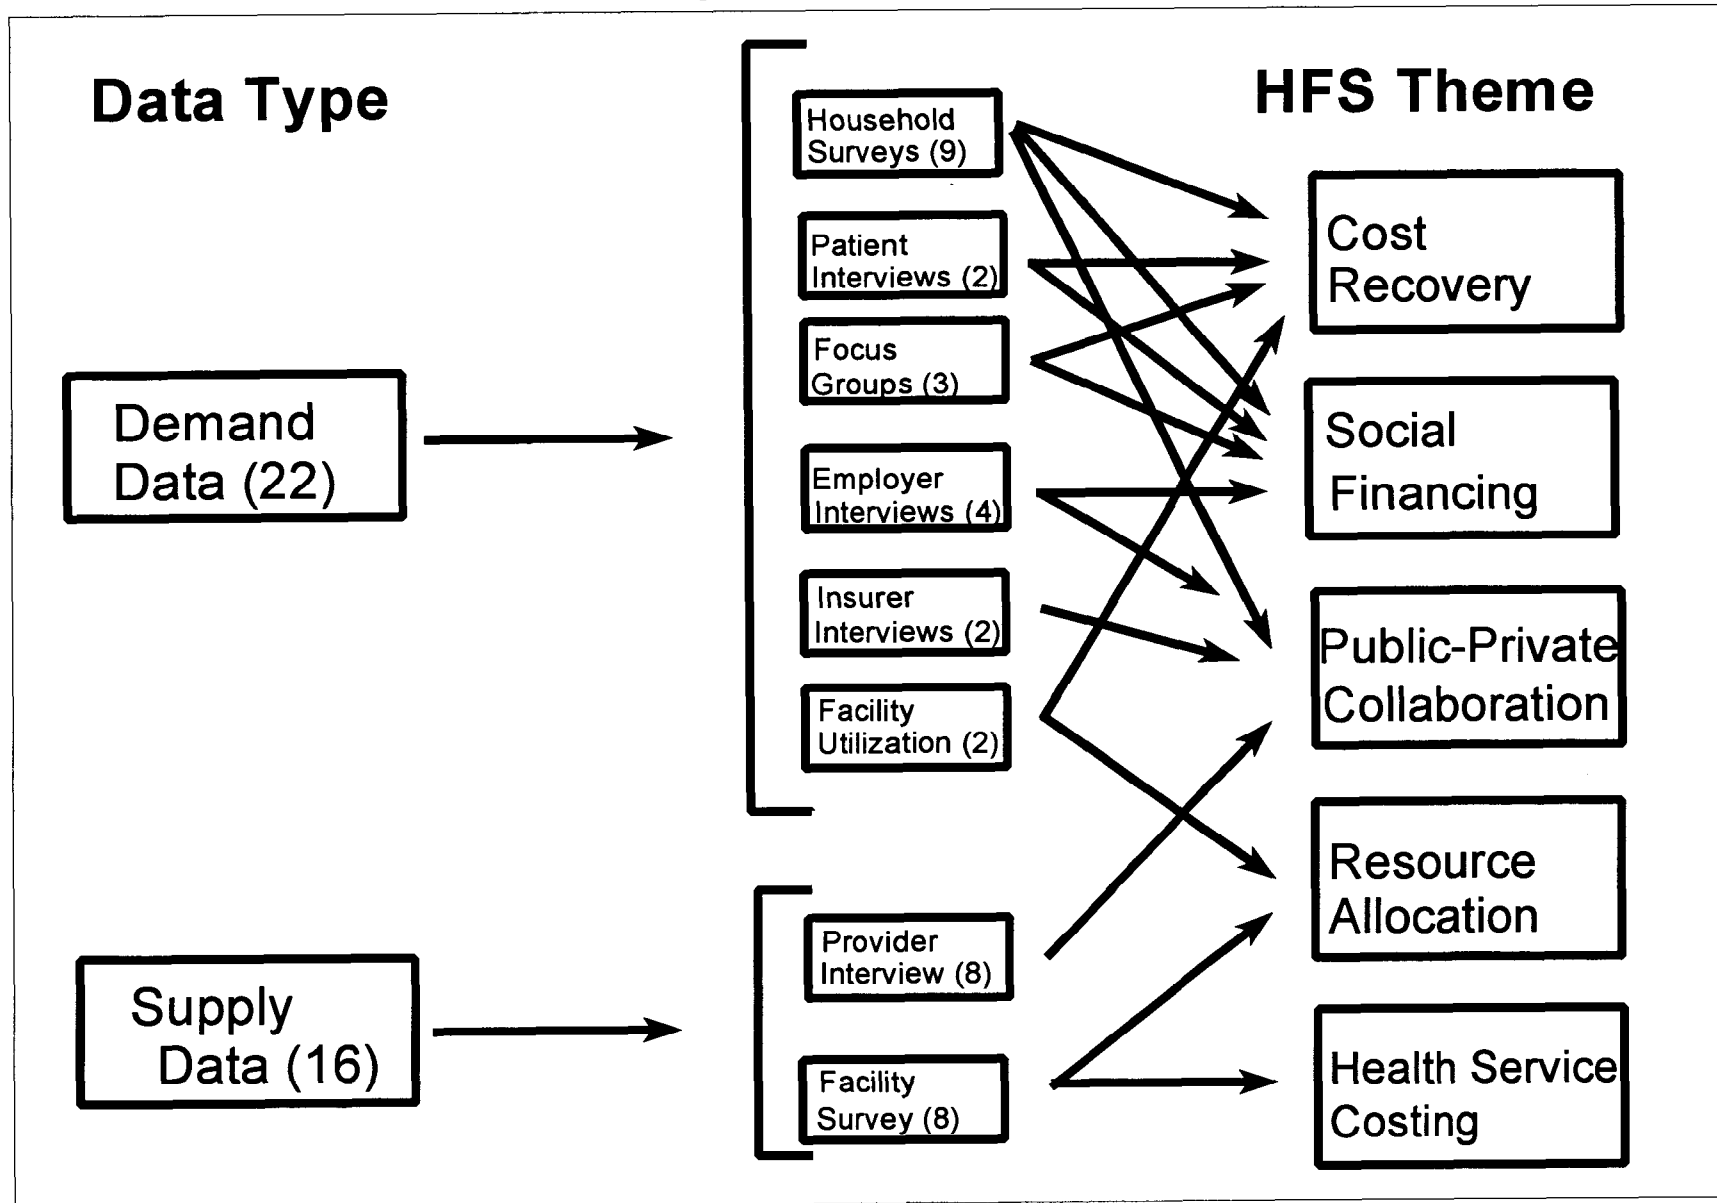 Data Type
HFS Theme
Demand
Data (22)
Supply
Data (16)
Household
Surveys (9)
Patient
Interviews (2)
Focus
Groups (3)
Employer
Interviews (4)
Insurer
Interviews (2)
Facility
Utilization (2)
Provider
Interview (8)
Facility
Survey (8)
Cost
Recovery
Social
Financing
Public-Private
Collaboration
Resource
Allocation
Health Service
Costing